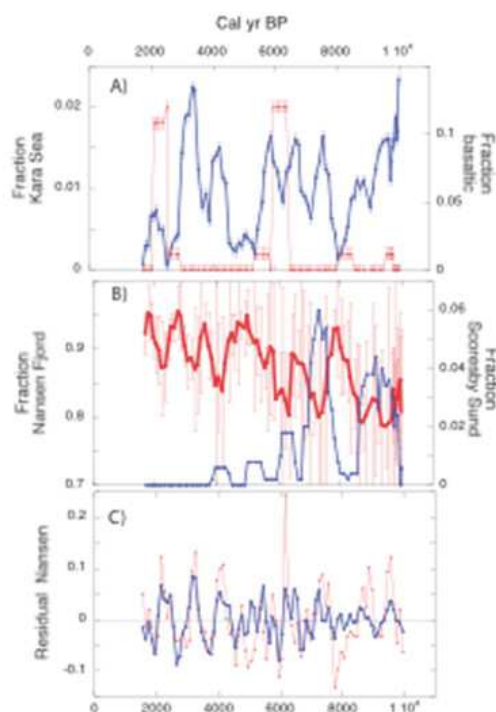 Cal yr BP
0 2000 4000 6000 8000 1 10⁴
A)
0.02
0.01
0
Fraction
Kara Sea
0.1
0.05
0
Fraction
basaltic
B)
0.9
0.8
0.7
Fraction
Nansen Fjord
0.06
0.04
0.02
0
Fraction
Scoresby Sund
C)
0.2
0.1
0
-0.1
Residual Nansen
0 2000 4000 6000 8000 1 10⁴